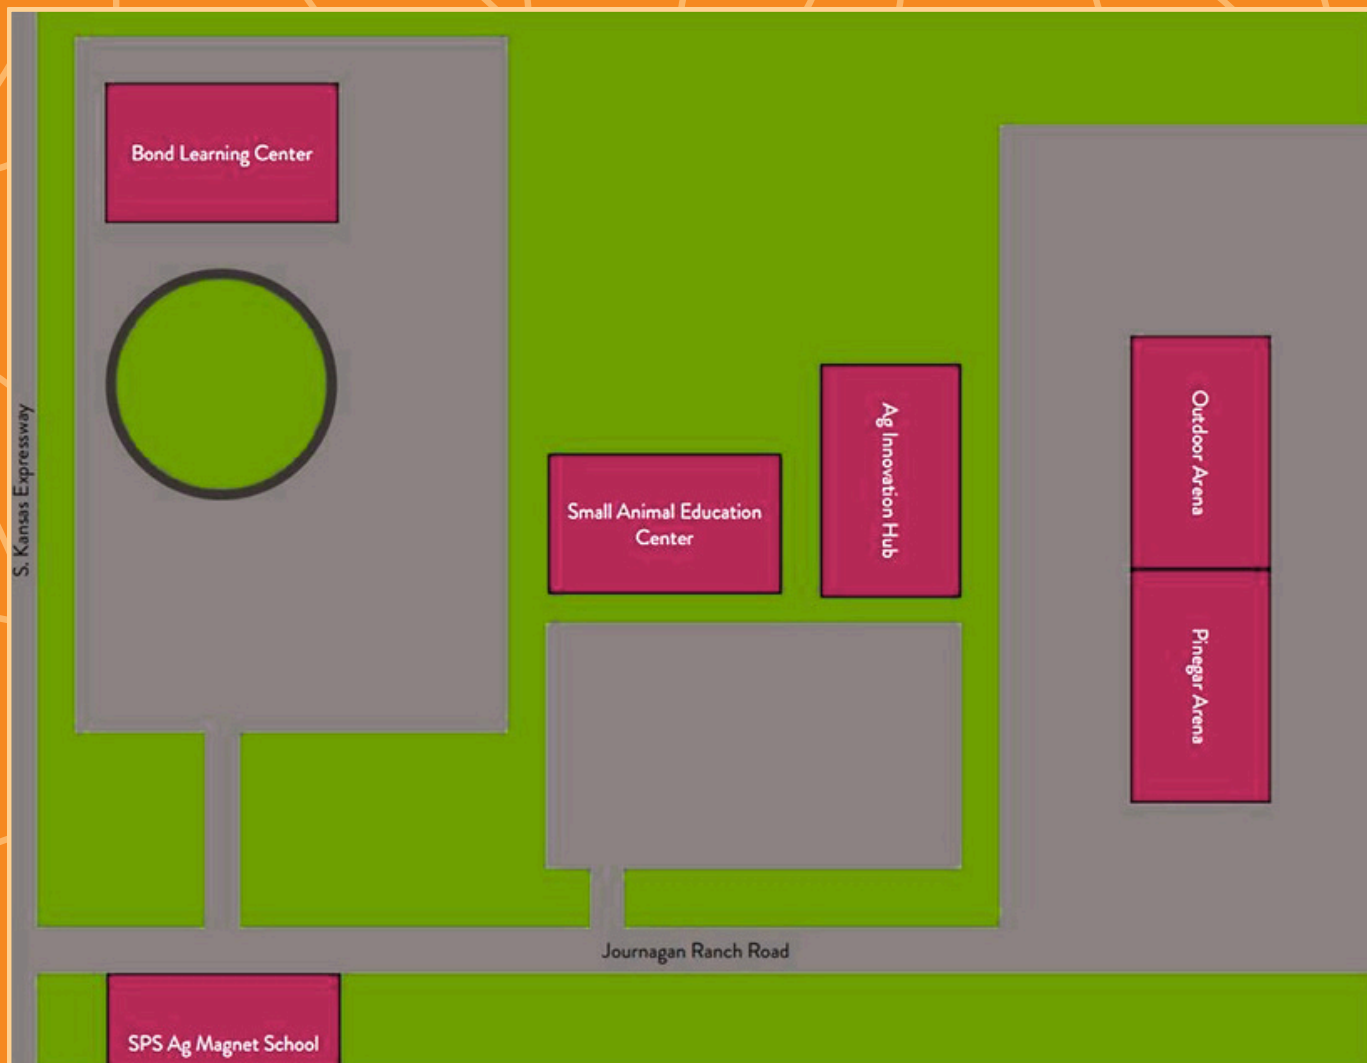 Bond Learning Center
S. Kansas Expressway
Small Animal Education
Center
Ag Innovation Hub
Outdoor Arena
Pinegar Arena
Journagan Ranch Road
SPS Ag Magnet School